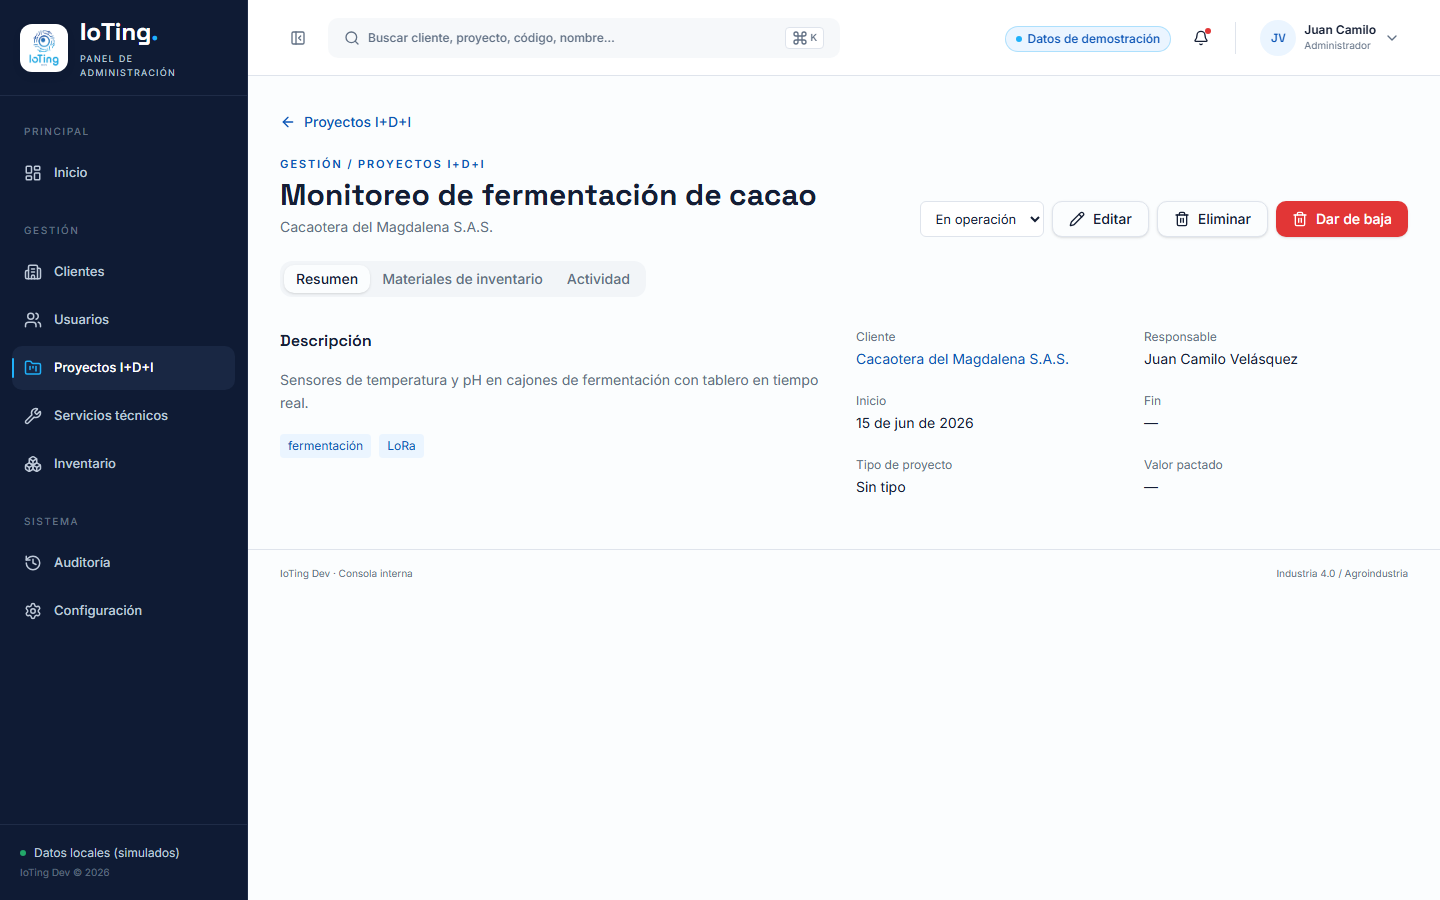 IoTing
IoTing.
PANEL DE
ADMINISTRACIÓN
PRINCIPAL
Inicio
GESTIÓN
Clientes
Usuarios
Proyectos I+D+I
Servicios técnicos
Inventario
SISTEMA
Auditoría
Configuración
Datos locales (simulados)
IoTing Dev © 2026
Buscar cliente, proyecto, código, nombre...
⌘ K
Datos de demostración
JV
Juan Camilo
Administrador
Proyectos I+D+I
GESTIÓN / PROYECTOS I+D+I
Monitoreo de fermentación de cacao
Cacaotera del Magdalena S.A.S.
En operación
Editar
Eliminar
Dar de baja
Resumen
Materiales de inventario
Actividad
Descripción
Sensores de temperatura y pH en cajones de fermentación con tablero en tiempo
real.
fermentación
LoRa
Cliente
Cacaotera del Magdalena S.A.S.
Responsable
Juan Camilo Velásquez
Inicio
15 de jun de 2026
Fin
—
Tipo de proyecto
Sin tipo
Valor pactado
—
IoTing Dev · Consola interna
Industria 4.0 / Agroindustria